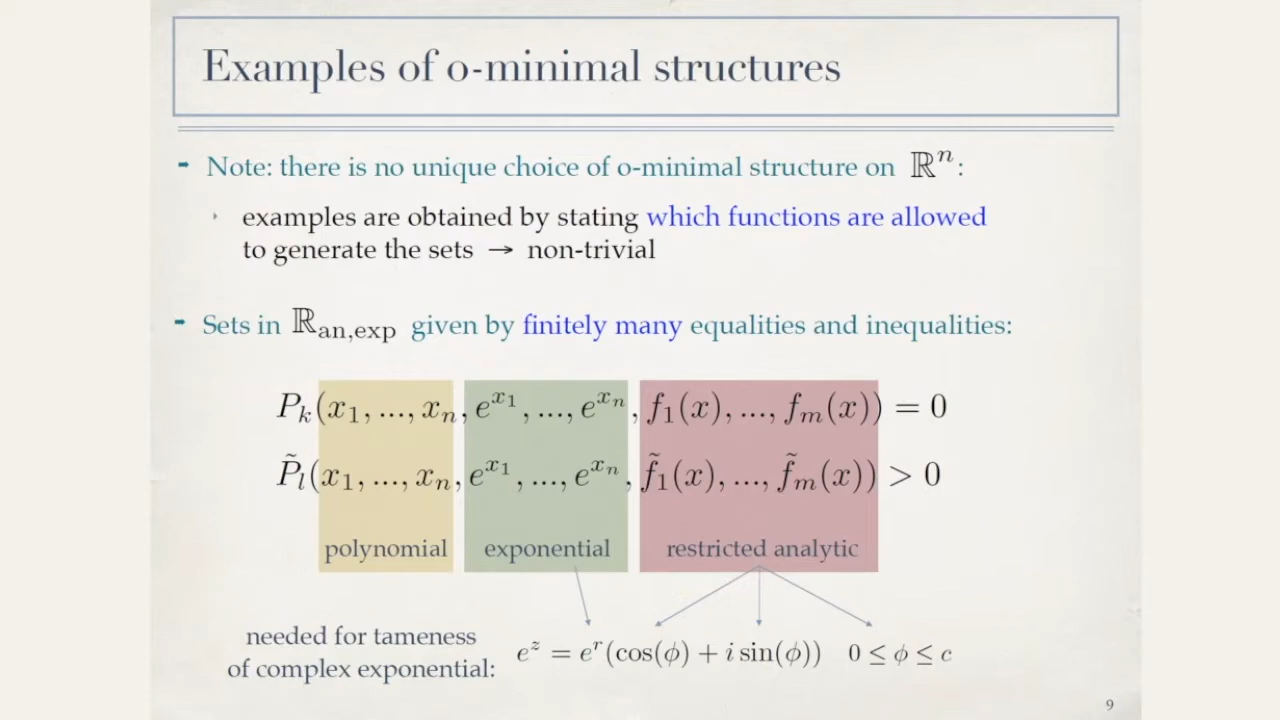 Examples of o-minimal structures
➡ Note: there is no unique choice of o-minimal structure on ℝⁿ:
‣ examples are obtained by stating which functions are allowed
to generate the sets → non-trivial
➡ Sets in ℝ_{an,exp} given by finitely many equalities and inequalities:
P_k(x_1, ..., x_n, e^{x_1}, ..., e^{x_n}, f_1(x), ..., f_m(x)) = 0
P̃_l(x_1, ..., x_n, e^{x_1}, ..., e^{x_n}, f̃_1(x), ..., f̃_m(x)) > 0
polynomial exponential restricted analytic
needed for tameness
of complex exponential:
e^z = e^r(cos(ϕ) + i sin(ϕ)) 0 ≤ ϕ ≤ c
9